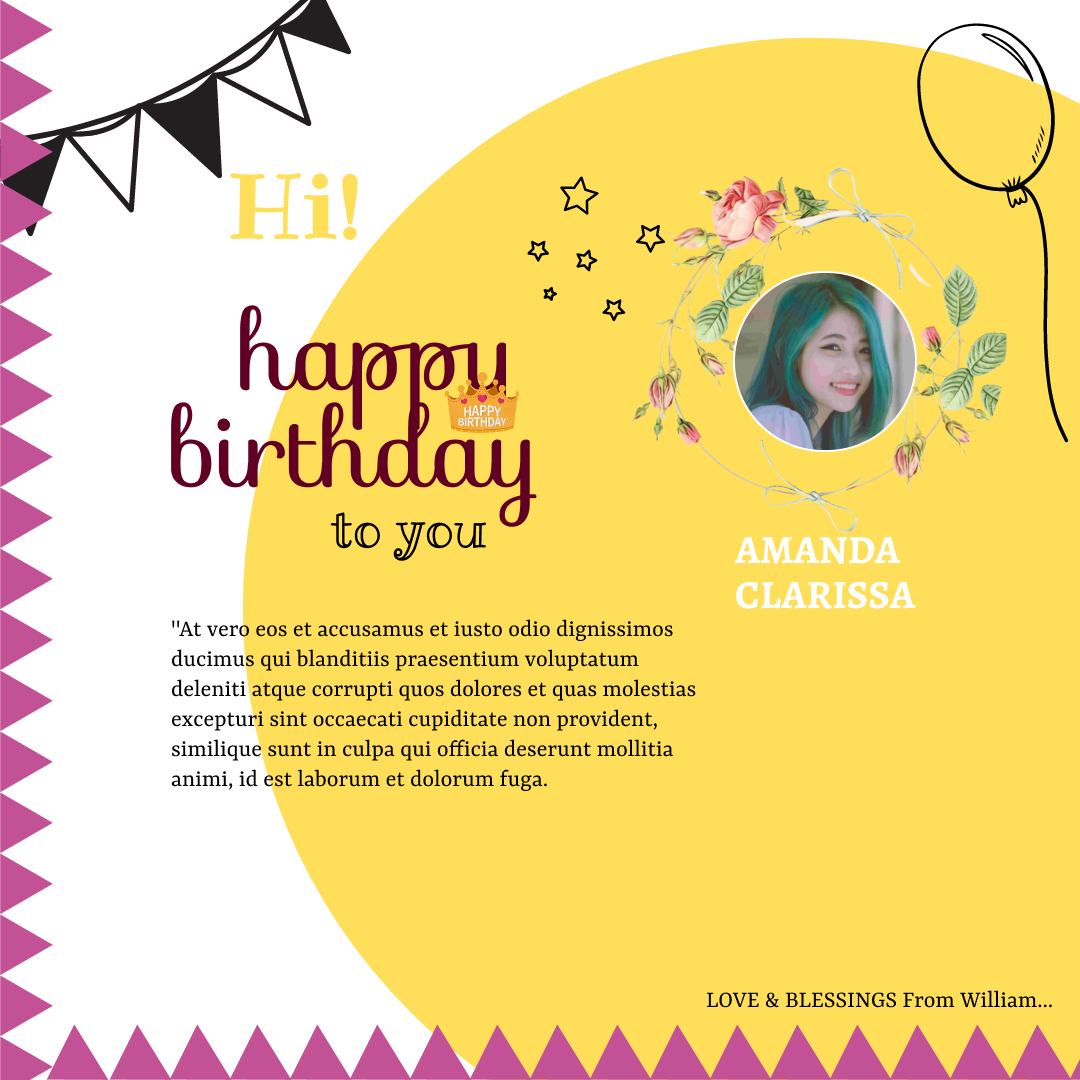 Hi!
happy
birthday
HAPPY
BIRTHDAY
to you
AMANDA
CLARISSA
"At vero eos et accusamus et iusto odio dignissimos
ducimus qui blanditiis praesentium voluptatum
deleniti atque corrupti quos dolores et quas molestias
excepturi sint occaecati cupiditate non provident,
similique sunt in culpa qui officia deserunt mollitia
animi, id est laborum et dolorum fuga.
LOVE & BLESSINGS From William...